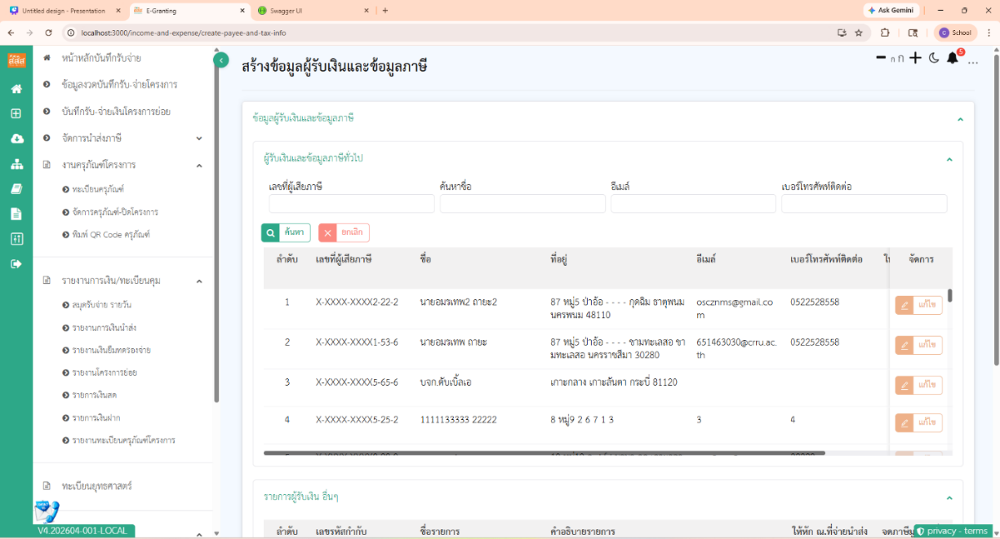 Untitled design - Presentation
E-Granting
Swagger UI
Ask Gemini
localhost:3000/income-and-expense/create-payee-and-tax-info
School
หน้าหลักบันทึกรับจ่าย
ข้อมูลงวดบันทึกรับ-จ่ายโครงการ
บันทึกรับ-จ่ายเงินโครงการย่อย
จัดการนำส่งภาษี
งานครุภัณฑ์โครงการ
ทะเบียนครุภัณฑ์
จัดการครุภัณฑ์-ปิดโครงการ
พิมพ์ QR Code ครุภัณฑ์
รายงานการเงิน/ทะเบียนคุม
สมุดรับจ่าย รายวัน
รายงานการเงินนำส่ง
รายงานเงินยืมทดรองจ่าย
รายงานโครงการย่อย
รายการเงินสด
รายการเงินฝาก
รายงานทะเบียนครุภัณฑ์โครงการ
ทะเบียนยุทธศาสตร์
V4.202604-001-LOCAL
สร้างข้อมูลผู้รับเงินและข้อมูลภาษี
ก ก 5 ...
ข้อมูลผู้รับเงินและข้อมูลภาษี
ผู้รับเงินและข้อมูลภาษีทั่วไป
เลขที่ผู้เสียภาษี ค้นหาชื่อ อีเมล์ เบอร์โทรศัพท์ติดต่อ
ค้นหา ยกเลิก
ลำดับ เลขที่ผู้เสียภาษี ชื่อ ที่อยู่ อีเมล์ เบอร์โทรศัพท์ติดต่อ จัดการ
1 X-XXXX-XXXX2-22-2 นายอมรเทพ2 ถายะ2 87 หมู่5 ป่าอ้อ - - - - กุดฉิม ธาตุพนม oscznms@gmail.co 0522528558 แก้ไข
นครพนม 48110 m
2 X-XXXX-XXXX1-53-6 นายอมรเทพ ถายะ 87 หมู่5 ป่าอ้อ - - - - ขามทะเลสอ ขา 651463030@crru.ac. 0522528558 แก้ไข
มทะเลสอ นครราชสีมา 30280 th
3 X-XXXX-XXXX5-65-6 บจก.ดับเบิ้ลเอ เกาะกลาง เกาะลันตา กระบี่ 81120 แก้ไข
4 X-XXXX-XXXX5-25-2 1111133333 22222 8 หมู่9 2 6 7 1 3 3 4 แก้ไข
รายการผู้รับเงิน อื่นๆ
ลำดับ เลขรหัสกำกับ ชื่อรายการ คำอธิบายรายการ ให้หัก ณ.ที่จ่ายนำส่ง
privacy - terms